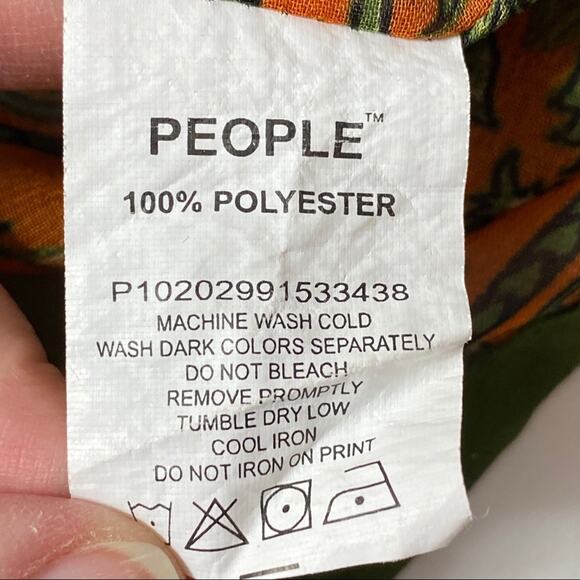 PEOPLE™
100% POLYESTER
P10202991533438
MACHINE WASH COLD
WASH DARK COLORS SEPARATELY
DO NOT BLEACH
REMOVE PROMPTLY
TUMBLE DRY LOW
COOL IRON
DO NOT IRON ON PRINT